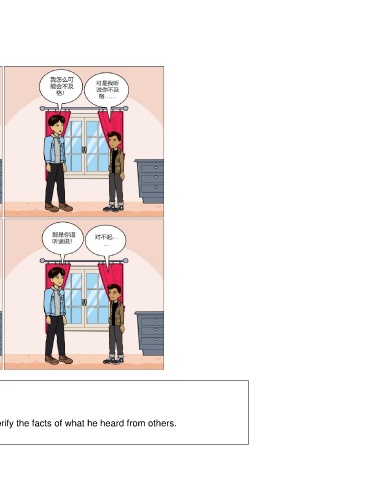 我怎么可
能会不及
格！
可是我听
说你不及
格……
那是你道
听途说！
对不起…
…
erify the facts of what he heard from others.